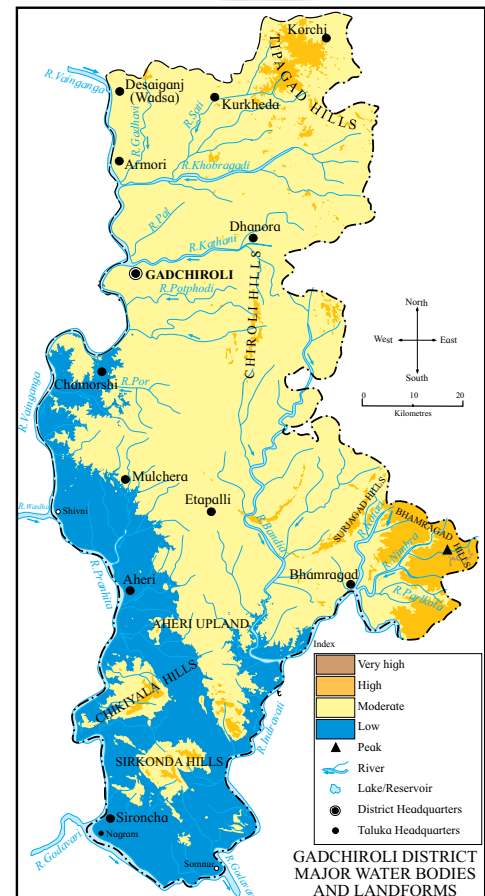 Korchi
TIPAGAD HILLS
R.Vainganga
Desaiganj
(Wadsa)
Kurkheda
R.Sati
R.Gadhavi
Armori
R.Khobragadi
R.Pal
Dhanora
R.Kathani
GADCHIROLI
R.Potphodi
CHIROLI HILLS
North
West
East
South
0
10
20
Kilometres
Chamorshi
R.Por
R.Vainganga
Mulchera
Etapalli
R.Wardha
Shivni
R.Bandia
SURJAGAD HILLS
BHAMRAGAD HILLS
R.Nimbra
R.Parlkota
Bhamragad
R.Pranhita
Aheri
AHERI UPLAND
CHIKIYALA HILLS
R.Indravati
SIRKONDA HILLS
Sironcha
Nagram
R.Godavari
Somnur
R.Godavari
Index
Very high
High
Moderate
Low
Peak
River
Lake/Reservoir
District Headquarters
Taluka Headquarters
GADCHIROLI DISTRICT
MAJOR WATER BODIES
AND LANDFORMS